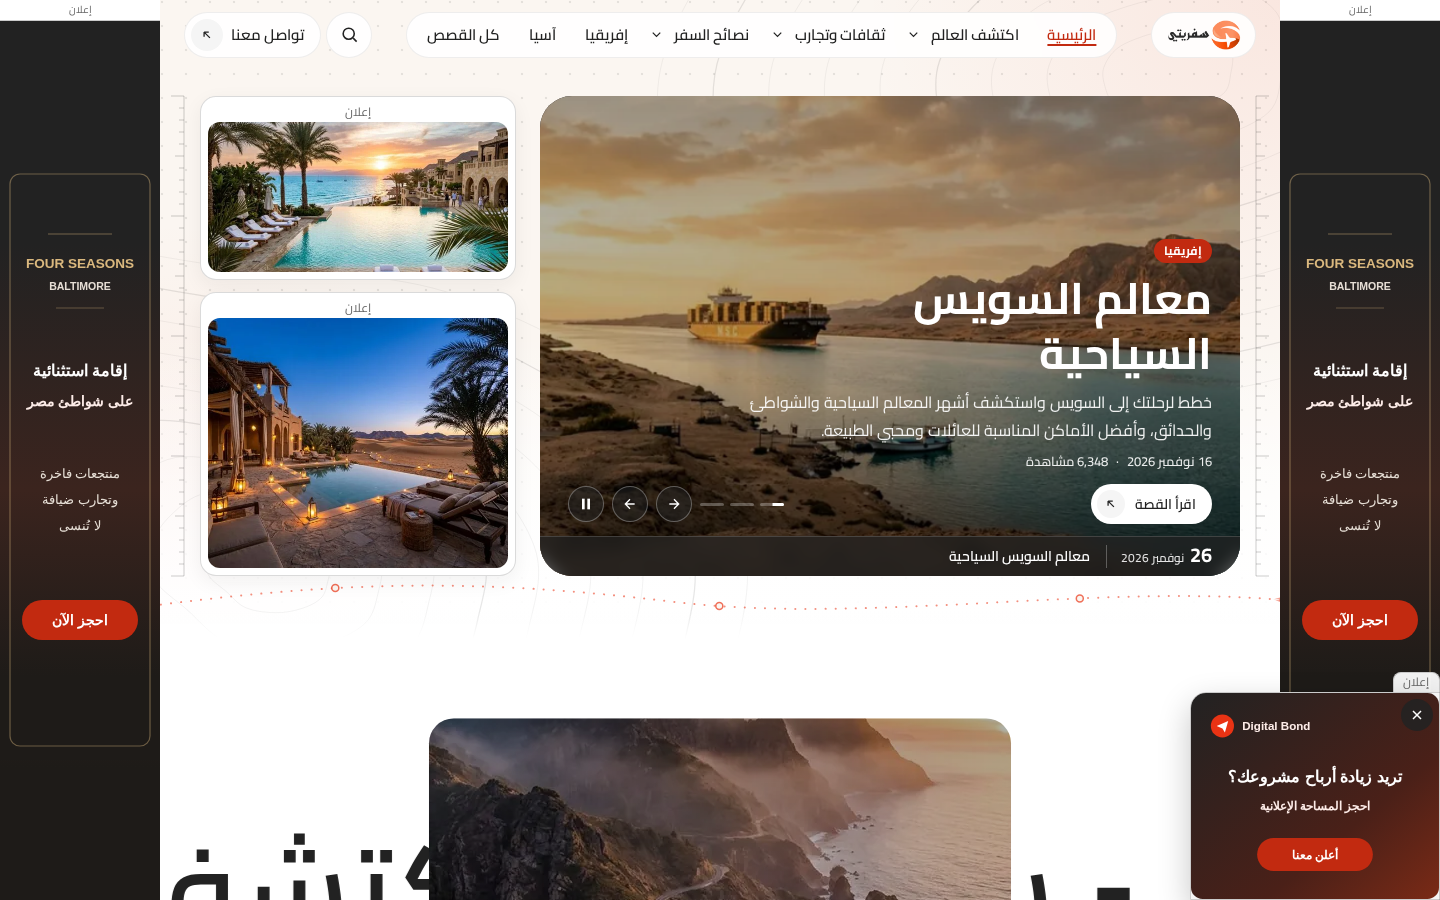 إعلان
إعلان
سفريتي
الرئيسية
اكتشف العالم
ثقافات وتجارب
نصائح السفر
إفريقيا
آسيا
كل القصص
تواصل معنا
إفريقيا
معالم السويس
السياحية
خطط لرحلتك إلى السويس واستكشف أشهر المعالم السياحية والشواطئ
والحدائق، وأفضل الأماكن المناسبة للعائلات ومحبي الطبيعة.
16 نوفمبر 2026 · 6,348 مشاهدة
اقرأ القصة
26 نوفمبر 2026
معالم السويس السياحية
إعلان
إعلان
FOUR SEASONS
BALTIMORE
إقامة استثنائية
على شواطئ مصر
منتجعات فاخرة
وتجارب ضيافة
لا تُنسى
احجز الآن
FOUR SEASONS
BALTIMORE
إقامة استثنائية
على شواطئ مصر
منتجعات فاخرة
وتجارب ضيافة
لا تُنسى
احجز الآن
إعلان
Digital Bond
تريد زيادة أرباح مشروعك؟
احجز المساحة الإعلانية
أعلن معنا